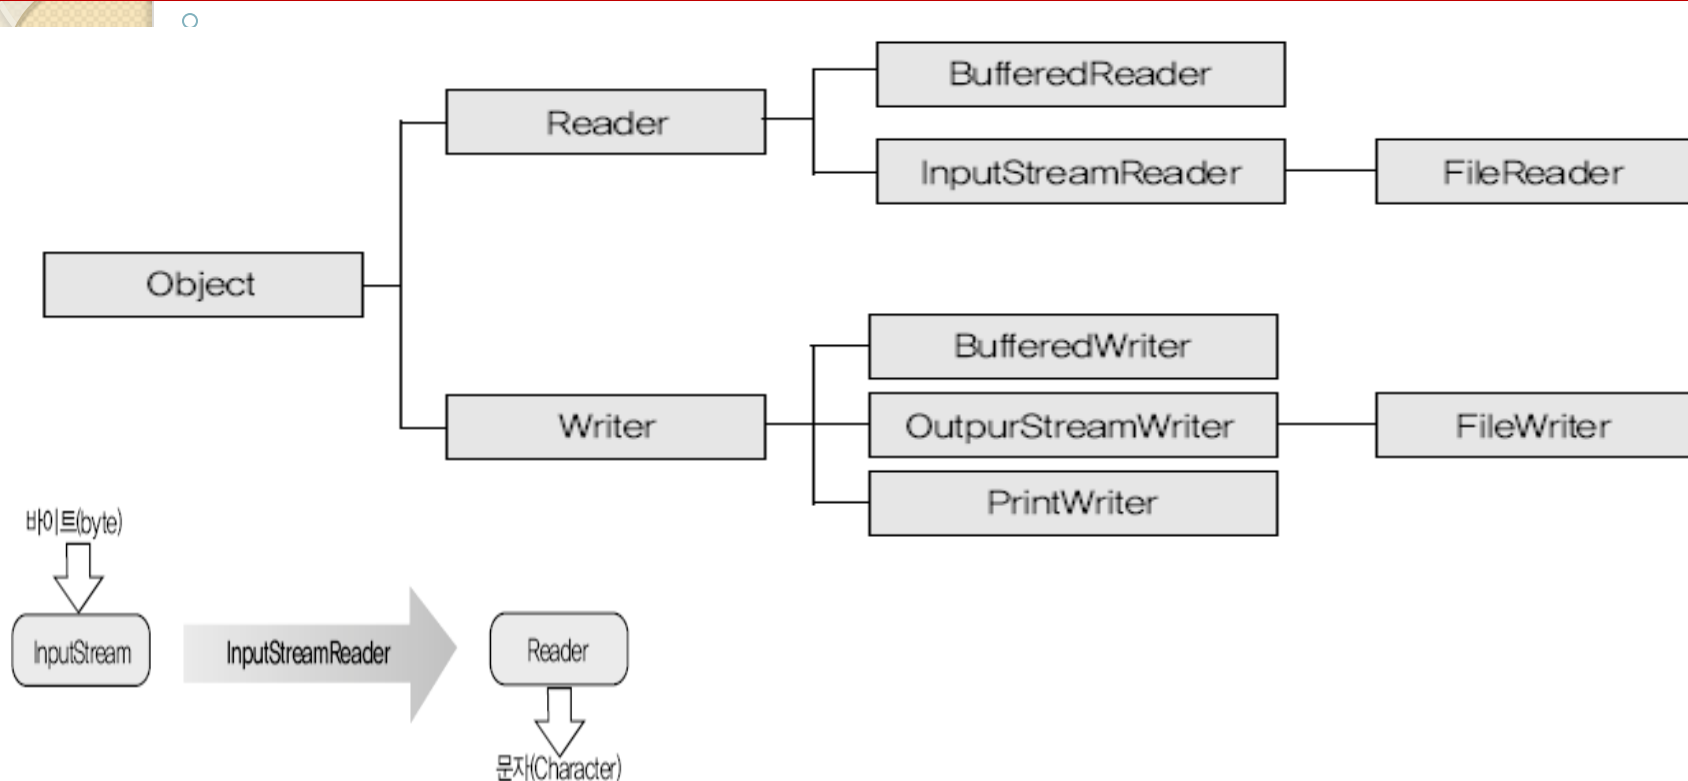 BufferedReader
Reader
InputStreamReader
FileReader
Object
BufferedWriter
Writer
OutpurStreamWriter
FileWriter
PrintWriter
바이트(byte)
InputStream
InputStreamReader
Reader
문자(Character)